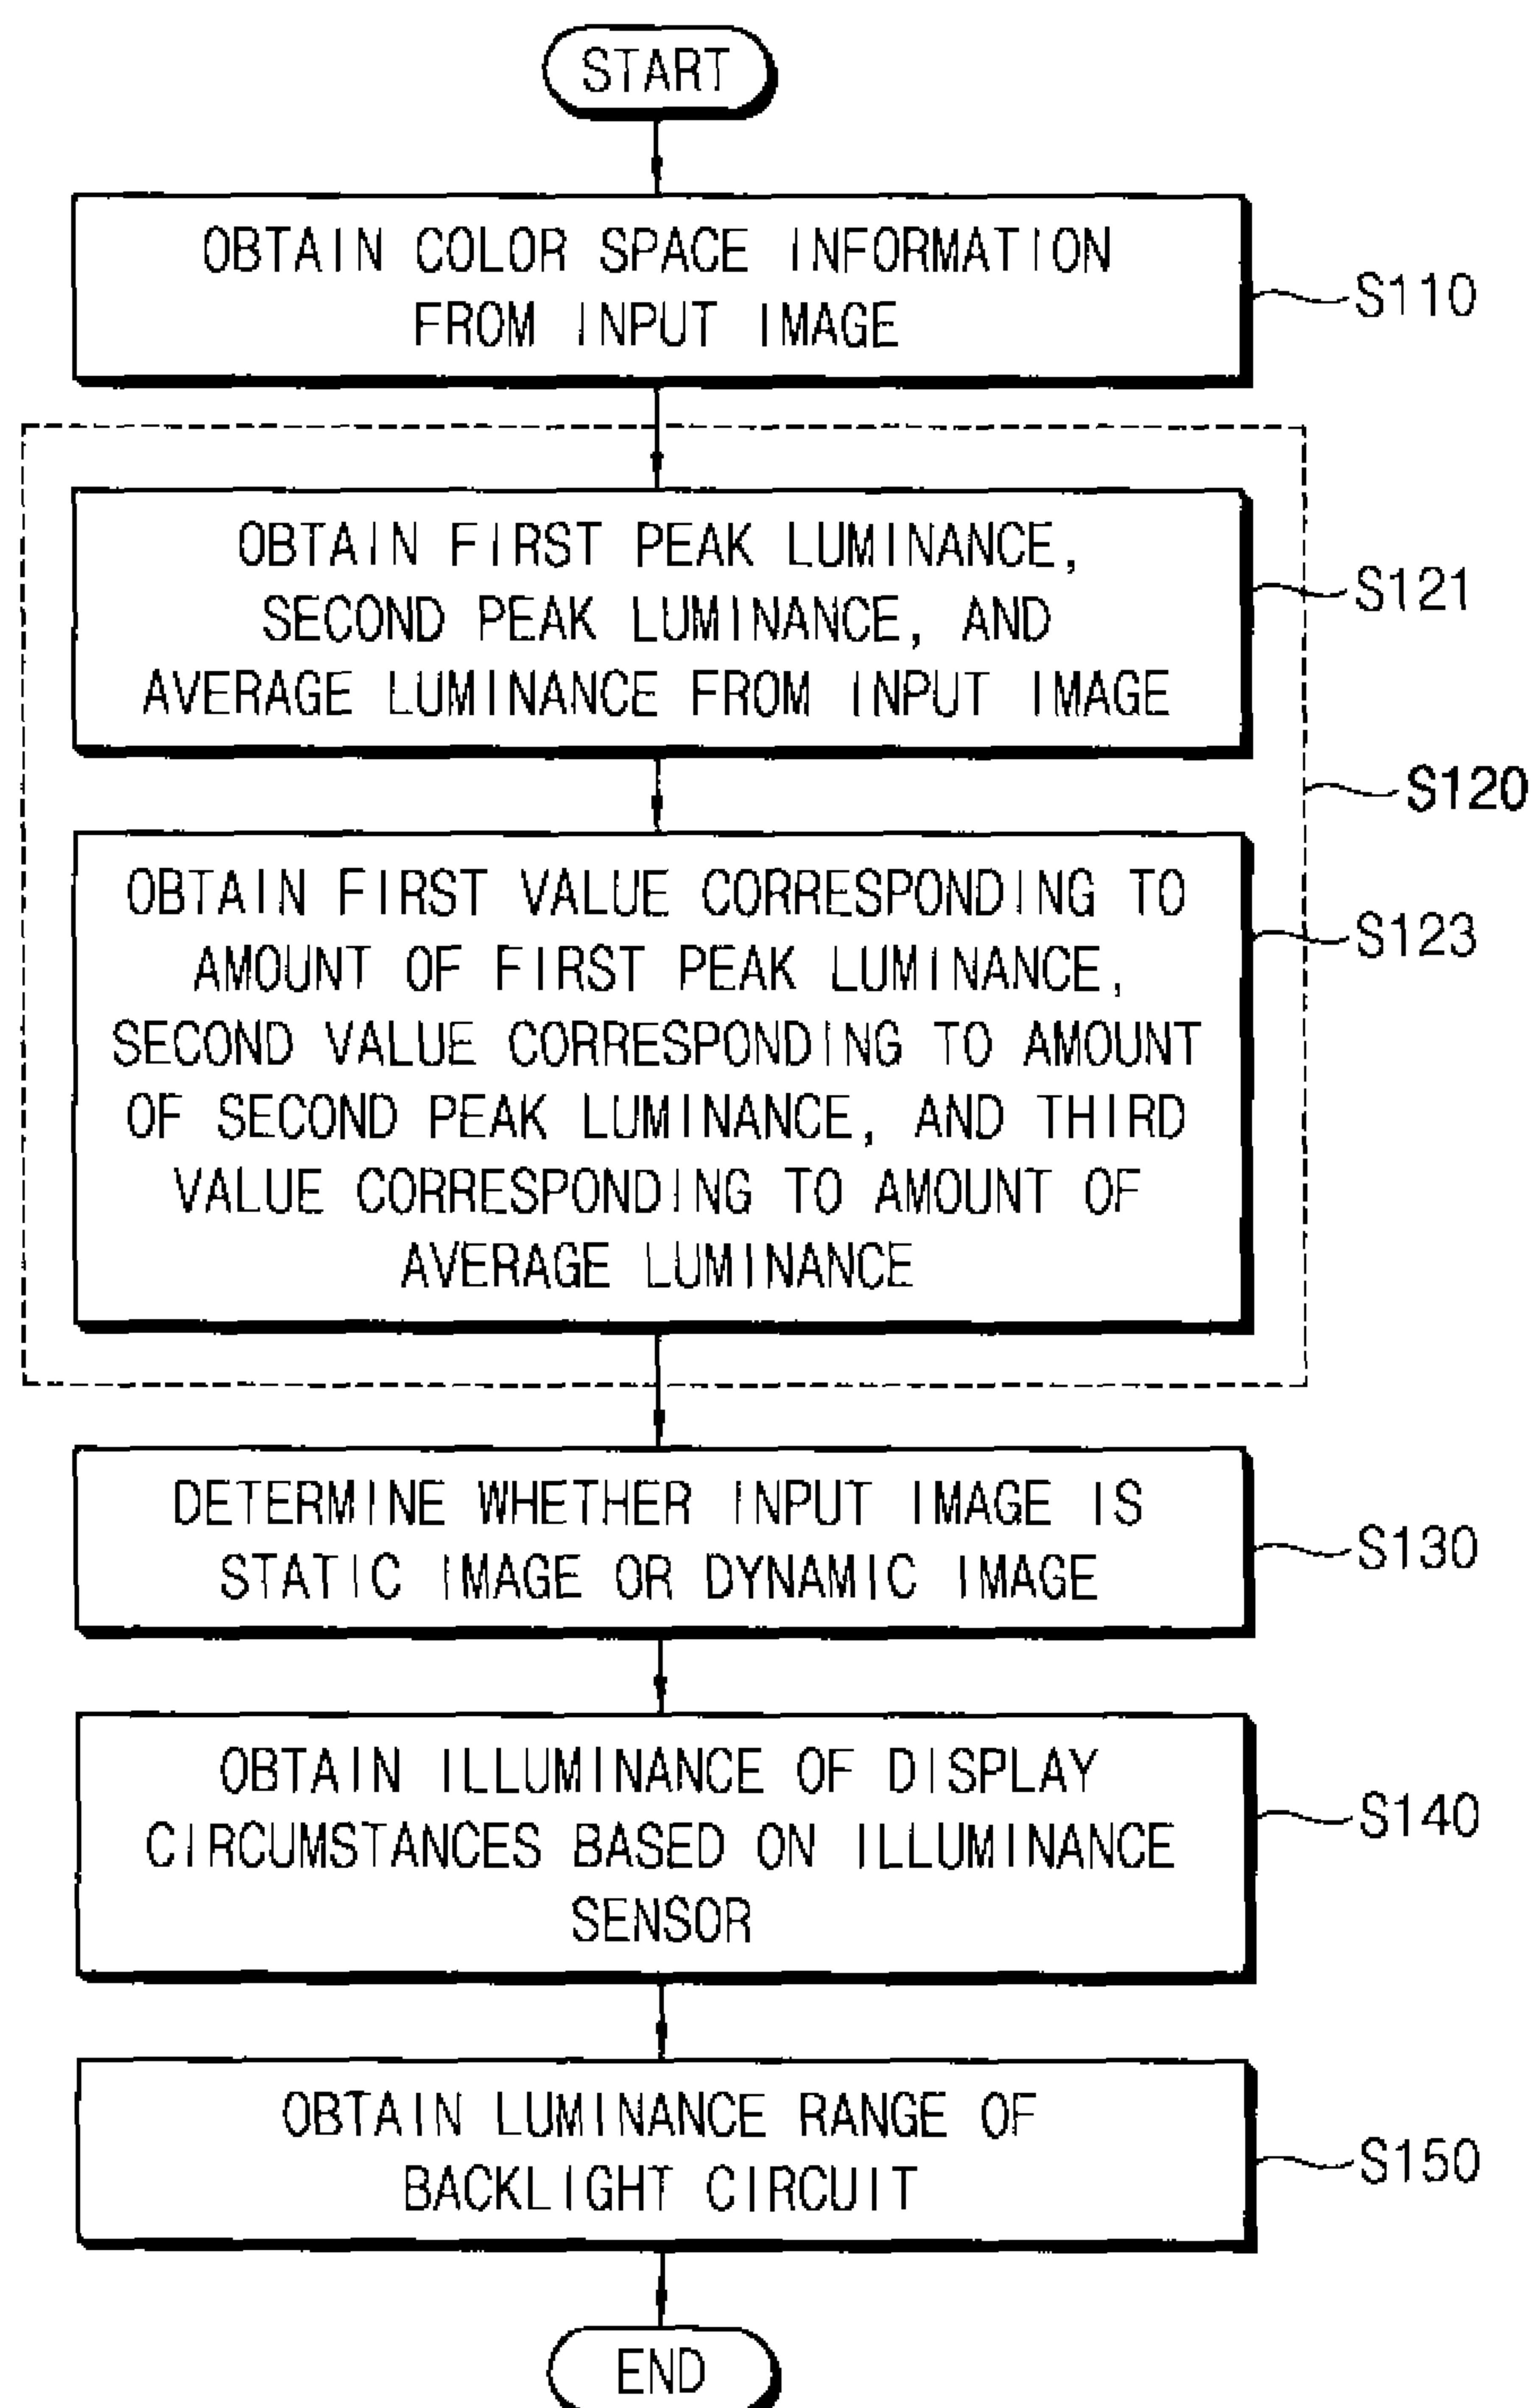 START
OBTAIN COLOR SPACE INFORMATION
FROM INPUT IMAGE
S110
OBTAIN FIRST PEAK LUMINANCE,
SECOND PEAK LUMINANCE, AND
AVERAGE LUMINANCE FROM INPUT IMAGE
S121
S120
OBTAIN FIRST VALUE CORRESPONDING TO
AMOUNT OF FIRST PEAK LUMINANCE,
SECOND VALUE CORRESPONDING TO AMOUNT
OF SECOND PEAK LUMINANCE, AND THIRD
VALUE CORRESPONDING TO AMOUNT OF
AVERAGE LUMINANCE
S123
DETERMINE WHETHER INPUT IMAGE IS
STATIC IMAGE OR DYNAMIC IMAGE
S130
OBTAIN ILLUMINANCE OF DISPLAY
CIRCUMSTANCES BASED ON ILLUMINANCE
SENSOR
S140
OBTAIN LUMINANCE RANGE OF
BACKLIGHT CIRCUIT
S150
END